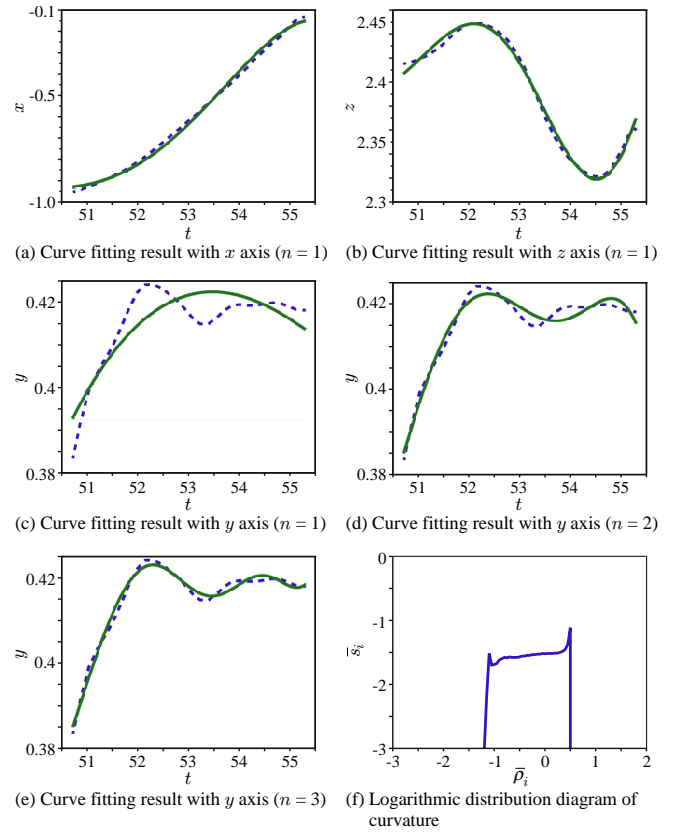 -0.1
-0.5
-1.0
x
51 52 53 54 55
t
(a) Curve fitting result with x axis (n = 1)
2.45
2.4
2.35
2.3
z
51 52 53 54 55
t
(b) Curve fitting result with z axis (n = 1)
0.42
0.4
0.38
y
51 52 53 54 55
t
(c) Curve fitting result with y axis (n = 1)
0.42
0.4
0.38
y
51 52 53 54 55
t
(d) Curve fitting result with y axis (n = 2)
0.42
0.4
0.38
y
51 52 53 54 55
t
(e) Curve fitting result with y axis (n = 3)
0
-1
-2
-3
s̅ᵢ
-3 -2 -1 0 1 2
ρ̅ᵢ
(f) Logarithmic distribution diagram of
curvature